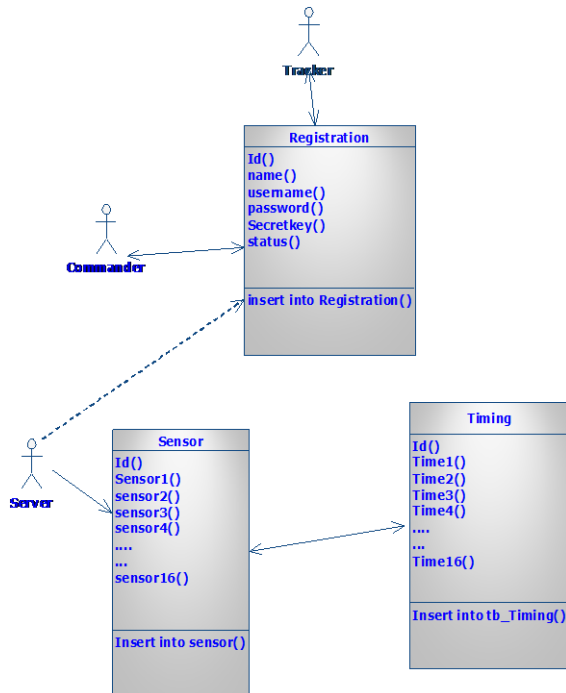 Tracker
Registration
Id()
name()
username()
password()
Secretkey()
status()
insert into Registration()
Commander
Server
Sensor
Id()
Sensor1()
sensor2()
sensor3()
sensor4()
....
...
sensor16()
Insert into sensor()
Timing
Id()
Time1()
Time2()
Time3()
Time4()
....
...
Time16()
Insert into tb_Timing()